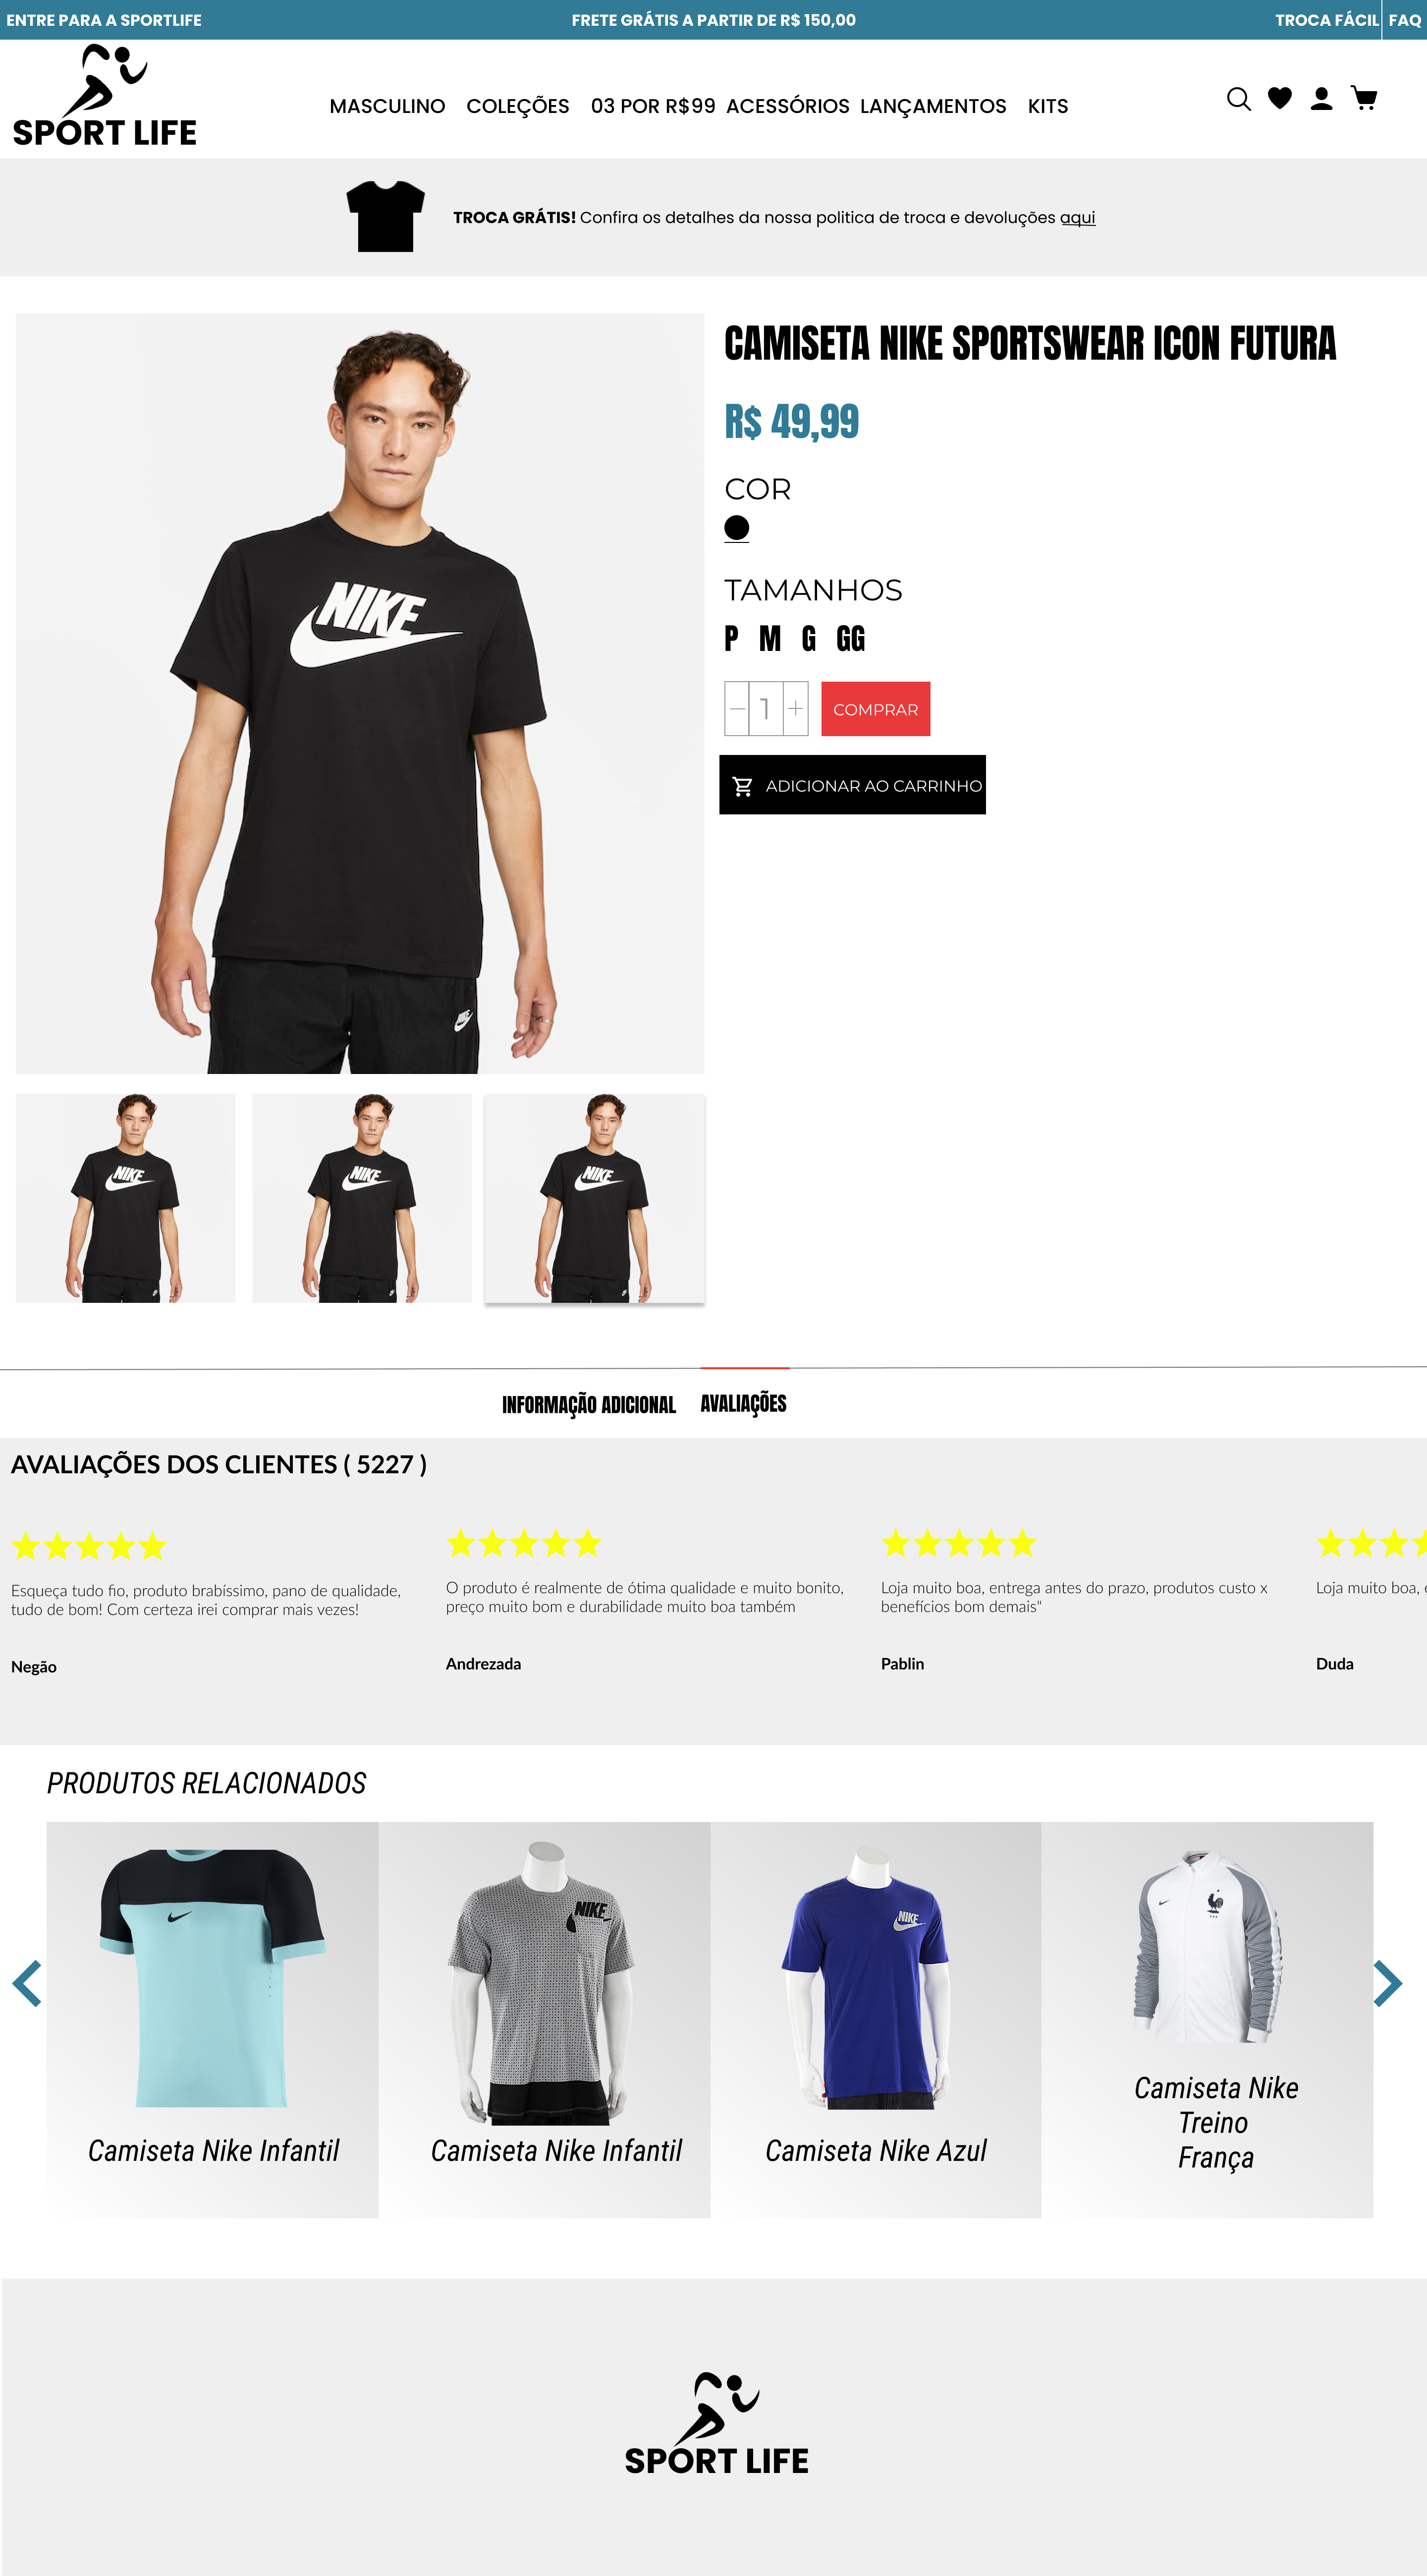 ENTRE PARA A SPORTLIFE
FRETE GRÁTIS A PARTIR DE R$ 150,00
TROCA FÁCIL
FAQ
SPORT LIFE
MASCULINO
COLEÇÕES
03 POR R$99
ACESSÓRIOS
LANÇAMENTOS
KITS
TROCA GRÁTIS! Confira os detalhes da nossa politica de troca e devoluções aqui
NIKE
CAMISETA NIKE SPORTSWEAR ICON FUTURA
R$ 49,99
COR
TAMANHOS
P M G GG
1
COMPRAR
ADICIONAR AO CARRINHO
NIKE
NIKE
NIKE
INFORMAÇÃO ADICIONAL
AVALIAÇÕES
AVALIAÇÕES DOS CLIENTES ( 5227 )
Esqueça tudo fio, produto brabíssimo, pano de qualidade,
tudo de bom! Com certeza irei comprar mais vezes!
Negão
O produto é realmente de ótima qualidade e muito bonito,
preço muito bom e durabilidade muito boa também
Andrezada
Loja muito boa, entrega antes do prazo, produtos custo x
benefícios bom demais"
Pablin
Loja muito boa,
Duda
PRODUTOS RELACIONADOS
NIKE
NIKE
Camiseta Nike Infantil
Camiseta Nike Infantil
Camiseta Nike Azul
Camiseta Nike
Treino
França
SPORT LIFE